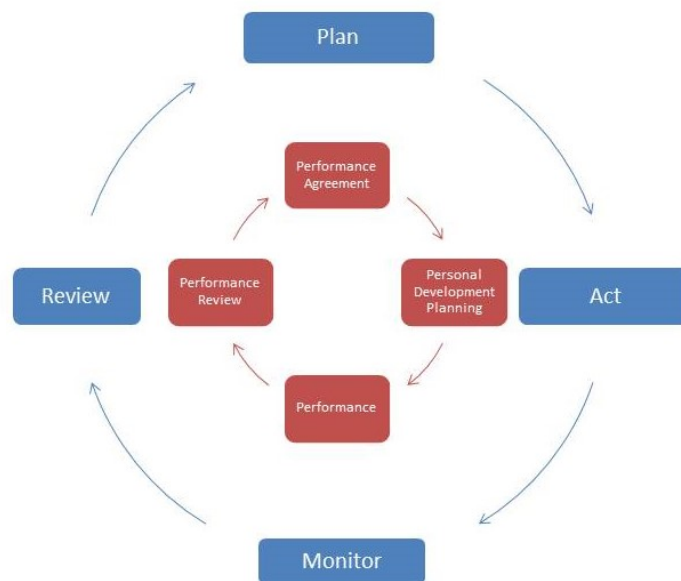 Plan
Performance
Agreement
Review
Performance
Review
Personal
Development
Planning
Act
Performance
Monitor